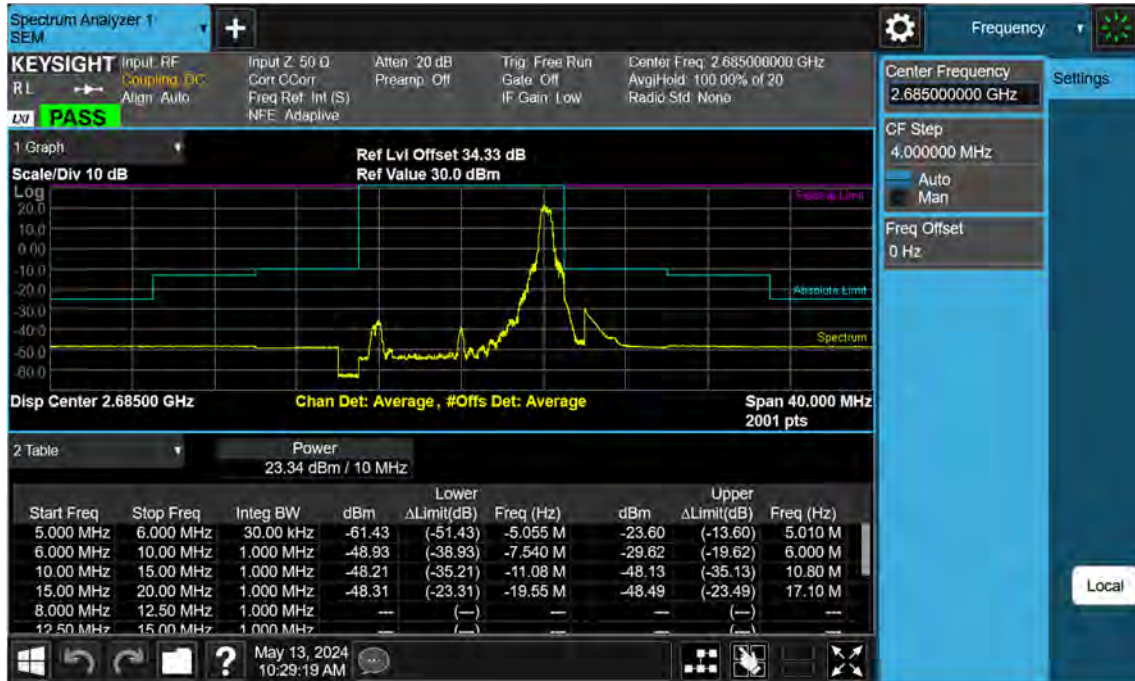 Spectrum Analyzer 1
SEM
Frequency
KEYSIGHT
RL
LXI PASS
Input: RF
Coupling: DC
Align: Auto
Input Z: 50 Ω
Corr CCorr
Freq Ref: Int (S)
NFE: Adaptive
Atten: 20 dB
Preamp: Off
Trig: Free Run
Gate: Off
IF Gain: Low
Center Freq: 2.685000000 GHz
Avg|Hold: 100.00% of 20
Radio Std: None
Center Frequency
2.685000000 GHz
Settings
CF Step
4.000000 MHz
Auto
Man
Freq Offset
0 Hz
Local
1 Graph
Scale/Div 10 dB
Ref Lvl Offset 34.33 dB
Ref Value 30.0 dBm
Log
20.0
10.0
0.00
-10.0
-20.0
-30.0
-40.0
-50.0
-60.0
Absolute Limit
Spectrum
Disp Center 2.68500 GHz
Chan Det: Average, #Offs Det: Average
Span 40.000 MHz
2001 pts
2 Table
Power
23.34 dBm / 10 MHz
Lower Upper
Start Freq Stop Freq Integ BW dBm ΔLimit(dB) Freq (Hz) dBm ΔLimit(dB) Freq (Hz)
5.000 MHz 6.000 MHz 30.00 kHz -61.43 (-51.43) -5.055 M -23.60 (-13.60) 5.010 M
6.000 MHz 10.00 MHz 1.000 MHz -48.93 (-38.93) -7.540 M -29.62 (-19.62) 6.000 M
10.00 MHz 15.00 MHz 1.000 MHz -48.21 (-35.21) -11.08 M -48.13 (-35.13) 10.80 M
15.00 MHz 20.00 MHz 1.000 MHz -48.31 (-23.31) -19.55 M -48.49 (-23.49) 17.10 M
8.000 MHz 12.50 MHz 1.000 MHz --- (---) --- --- (---) ---
12.50 MHz 15.00 MHz 1.000 MHz --- (---) --- --- (---) ---
?
May 13, 2024
10:29:19 AM